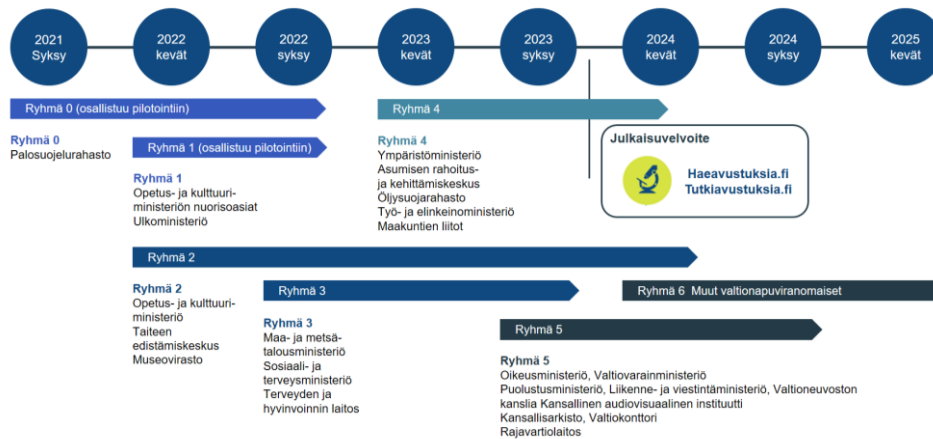 2021
Syksy
2022
kevät
2022
syksy
2023
kevät
2023
syksy
2024
kevät
2024
syksy
2025
kevät
Ryhmä 0 (osallistuu pilotointiin)
Ryhmä 0
Palosuojelurahasto
Ryhmä 1 (osallistuu pilotointiin)
Ryhmä 1
Opetus- ja kulttuuri-
ministeriön nuorisoasiat
Ulkoministeriö
Ryhmä 4
Ryhmä 4
Ympäristöministeriö
Asumisen rahoitus-
ja kehittämiskeskus
Öljysuojarahasto
Työ- ja elinkeinoministeriö
Maakuntien liitot
Julkaisuvelvoite
Haeavustuksia.fi
Tutkiavustuksia.fi
Ryhmä 2
Ryhmä 2
Opetus- ja kulttuuri-
ministeriö
Taiteen
edistämiskeskus
Museovirasto
Ryhmä 3
Ryhmä 3
Maa- ja metsä-
talousministeriö
Sosiaali- ja
terveysministeriö
Terveyden ja
hyvinvoinnin laitos
Ryhmä 6 Muut valtionapuviranomaiset
Ryhmä 5
Ryhmä 5
Oikeusministeriö, Valtiovarainministeriö
Puolustusministeriö, Liikenne- ja viestintäministeriö, Valtioneuvoston
kanslia Kansallinen audiovisuaalinen instituutti
Kansallisarkisto, Valtiokonttori
Rajavartiolaitos